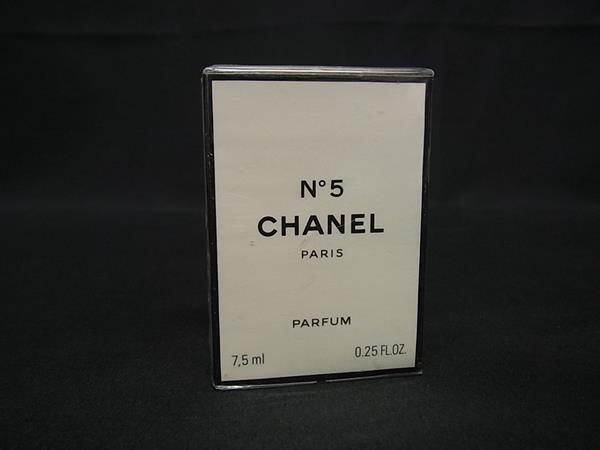 N°5
CHANEL
PARIS
PARFUM
7,5 ml 0.25 FL.OZ.